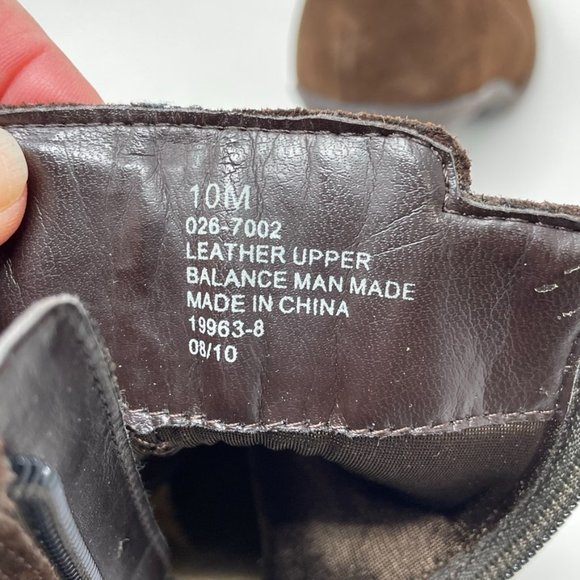 10M
026-7002
LEATHER UPPER
BALANCE MAN MADE
MADE IN CHINA
19963-8
08/10